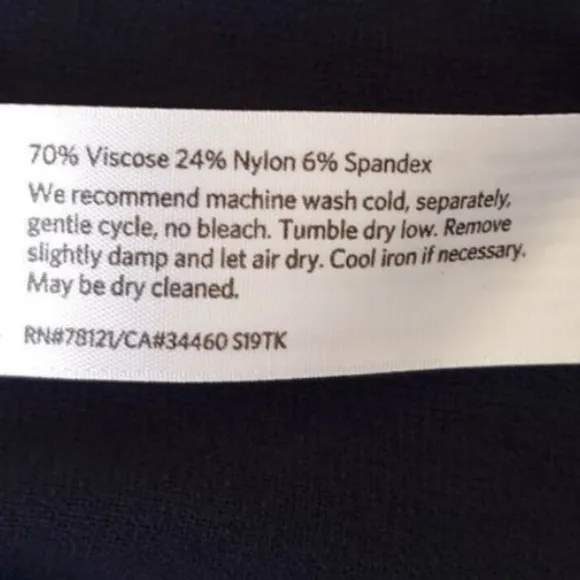 70% Viscose 24% Nylon 6% Spandex
We recommend machine wash cold, separately,
gentle cycle, no bleach. Tumble dry low. Remove
slightly damp and let air dry. Cool iron if necessary.
May be dry cleaned.
RN#78121/CA#34460 S19TK